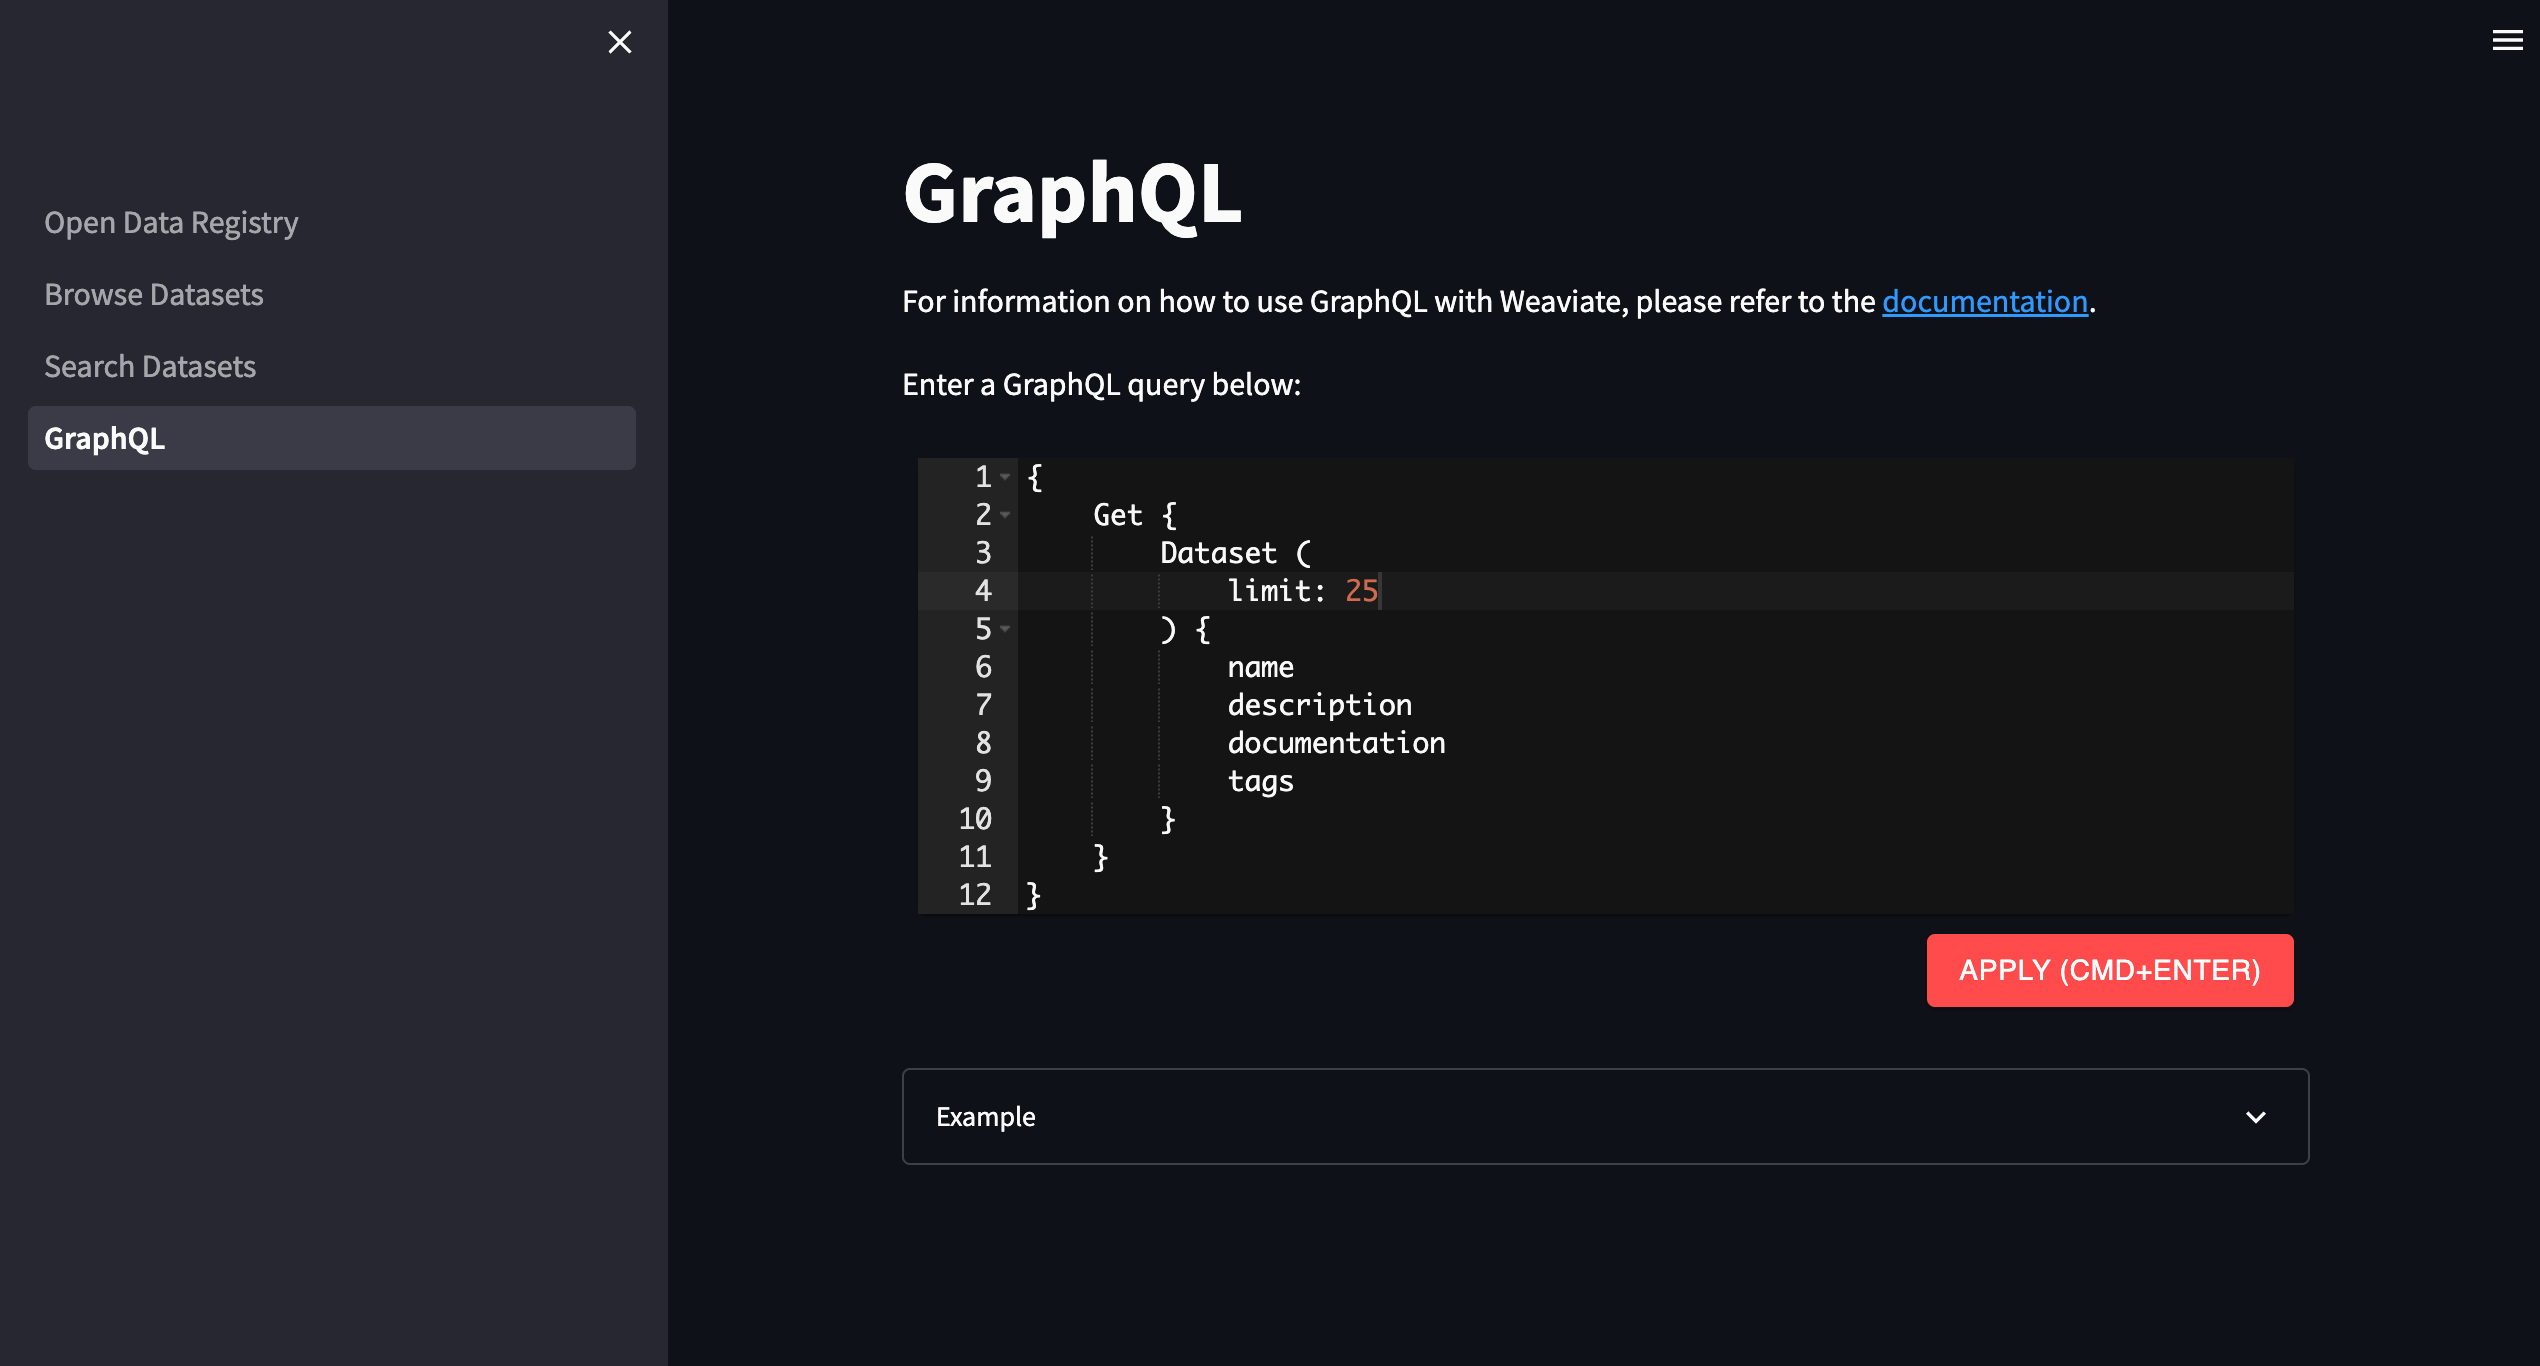 Open Data Registry
Browse Datasets
Search Datasets
GraphQL
GraphQL
For information on how to use GraphQL with Weaviate, please refer to the documentation.
Enter a GraphQL query below:
1 {
2     Get {
3         Dataset (
4             limit: 25
5         ) {
6             name
7             description
8             documentation
9             tags
10         }
11     }
12 }
APPLY (CMD+ENTER)
Example